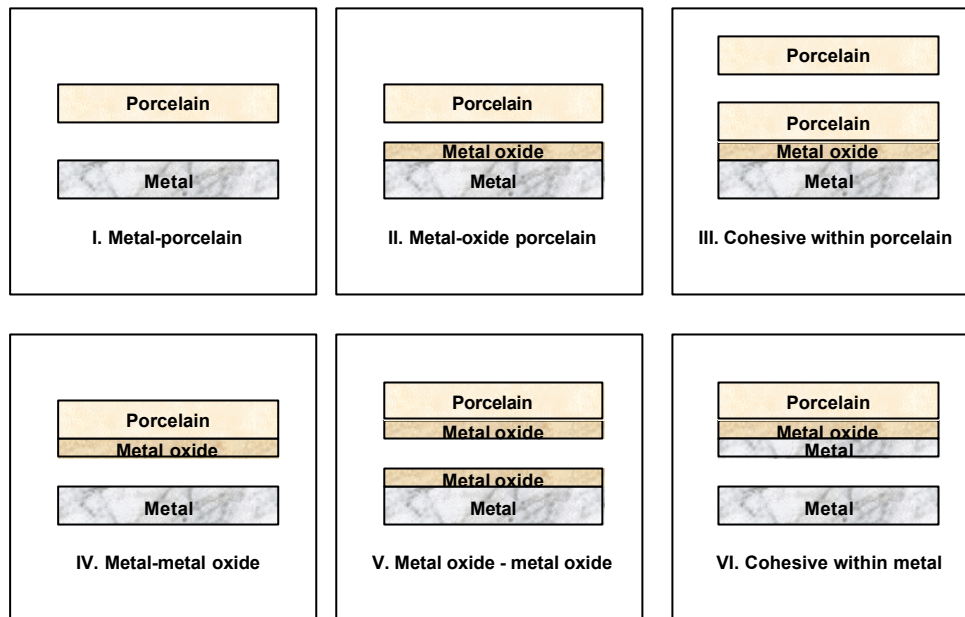 Porcelain
Metal
I. Metal-porcelain
Porcelain
Metal oxide
Metal
II. Metal-oxide porcelain
Porcelain
Porcelain
Metal oxide
Metal
III. Cohesive within porcelain
Porcelain
Metal oxide
Metal
IV. Metal-metal oxide
Porcelain
Metal oxide
Metal oxide
Metal
V. Metal oxide - metal oxide
Porcelain
Metal oxide
Metal
Metal
VI. Cohesive within metal